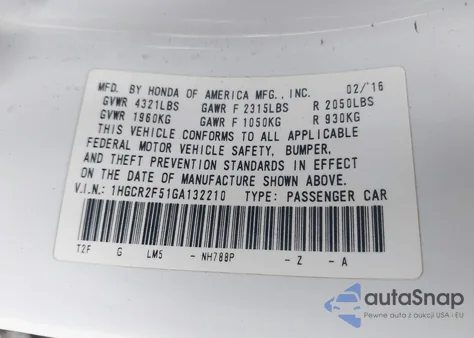 MFD. BY HONDA OF AMERICA MFG., INC. 02/'16
GVWR 4321LBS GAWR F 2315LBS R 2050LBS
GVWR 1960KG GAWR F 1050KG R 930KG
THIS VEHICLE CONFORMS TO ALL APPLICABLE
FEDERAL MOTOR VEHICLE SAFETY, BUMPER,
AND THEFT PREVENTION STANDARDS IN EFFECT
ON THE DATE OF MANUFACTURE SHOWN ABOVE.
V.I.N.: 1HGCR2F51GA132210 TYPE: PASSENGER CAR
T2F G LM5 - NH788P - Z - A
autoSnap
Pewne auta z aukcji USA i EU